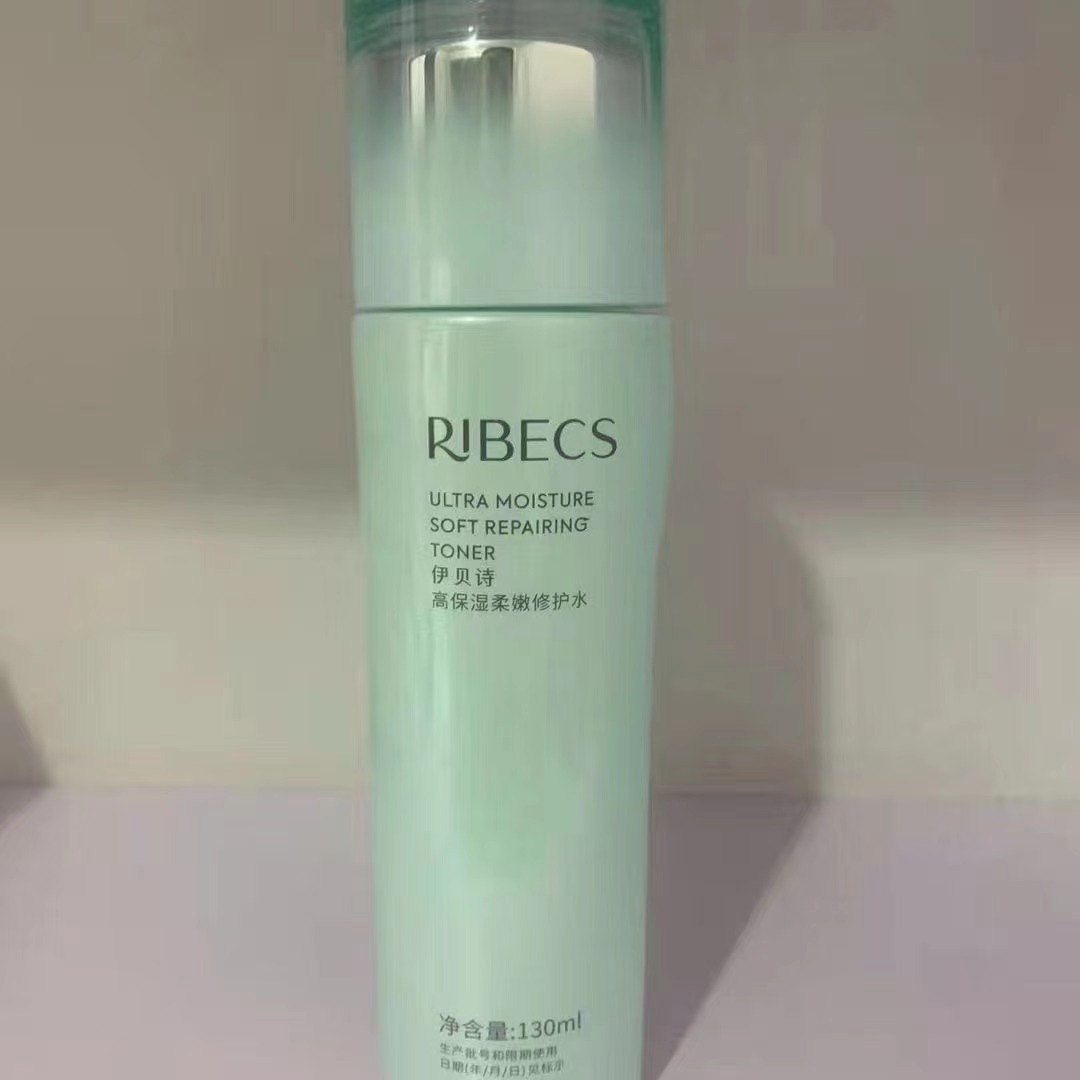 RIBECS
ULTRA MOISTURE
SOFT REPAIRING
TONER
伊贝诗
高保湿柔嫩修护水
净含量:130ml
生产批号和限期使用
日期(年/月/日)见标示